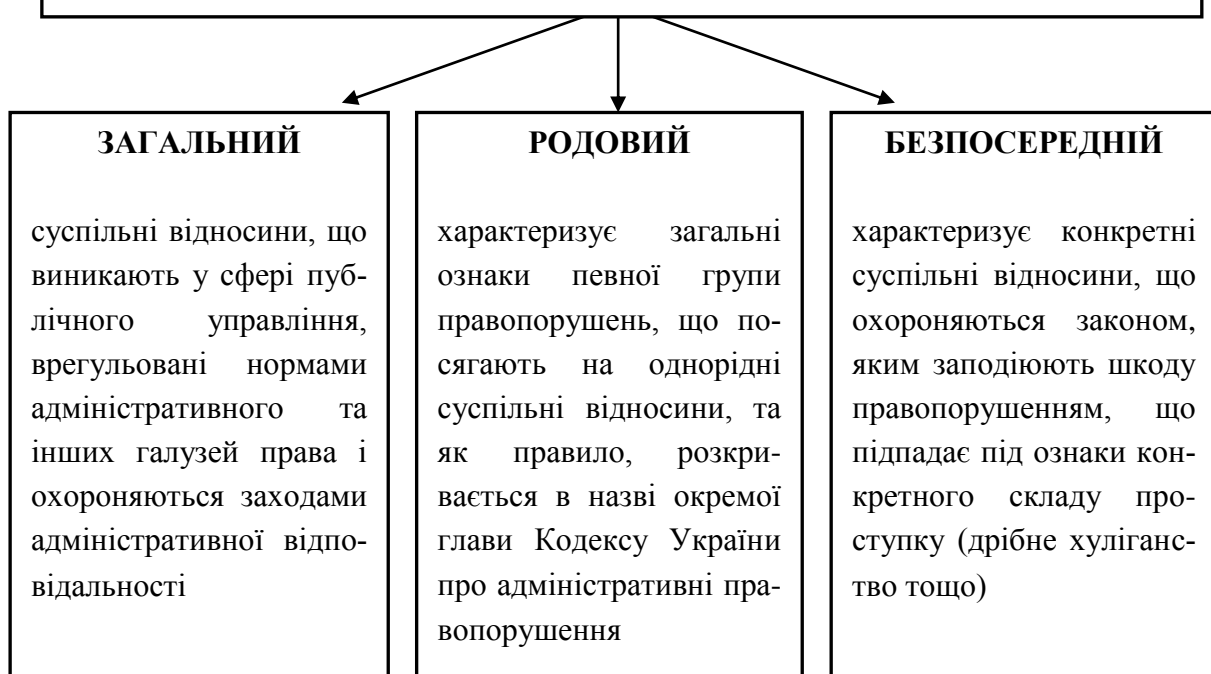 ЗАГАЛЬНИЙ
суспільні відносини, що
виникають у сфері пуб-
лічного управління,
врегульовані нормами
адміністративного та
інших галузей права і
охороняються заходами
адміністративної відпо-
відальності
РОДОВИЙ
характеризує загальні
ознаки певної групи
правопорушень, що по-
сягають на однорідні
суспільні відносини, та
як правило, розкри-
вається в назві окремої
глави Кодексу України
про адміністративні пра-
вопорушення
БЕЗПОСЕРЕДНІЙ
характеризує конкретні
суспільні відносини, що
охороняються законом,
яким заподіюють шкоду
правопорушенням, що
підпадає під ознаки кон-
кретного складу про-
ступку (дрібне хуліганс-
тво тощо)